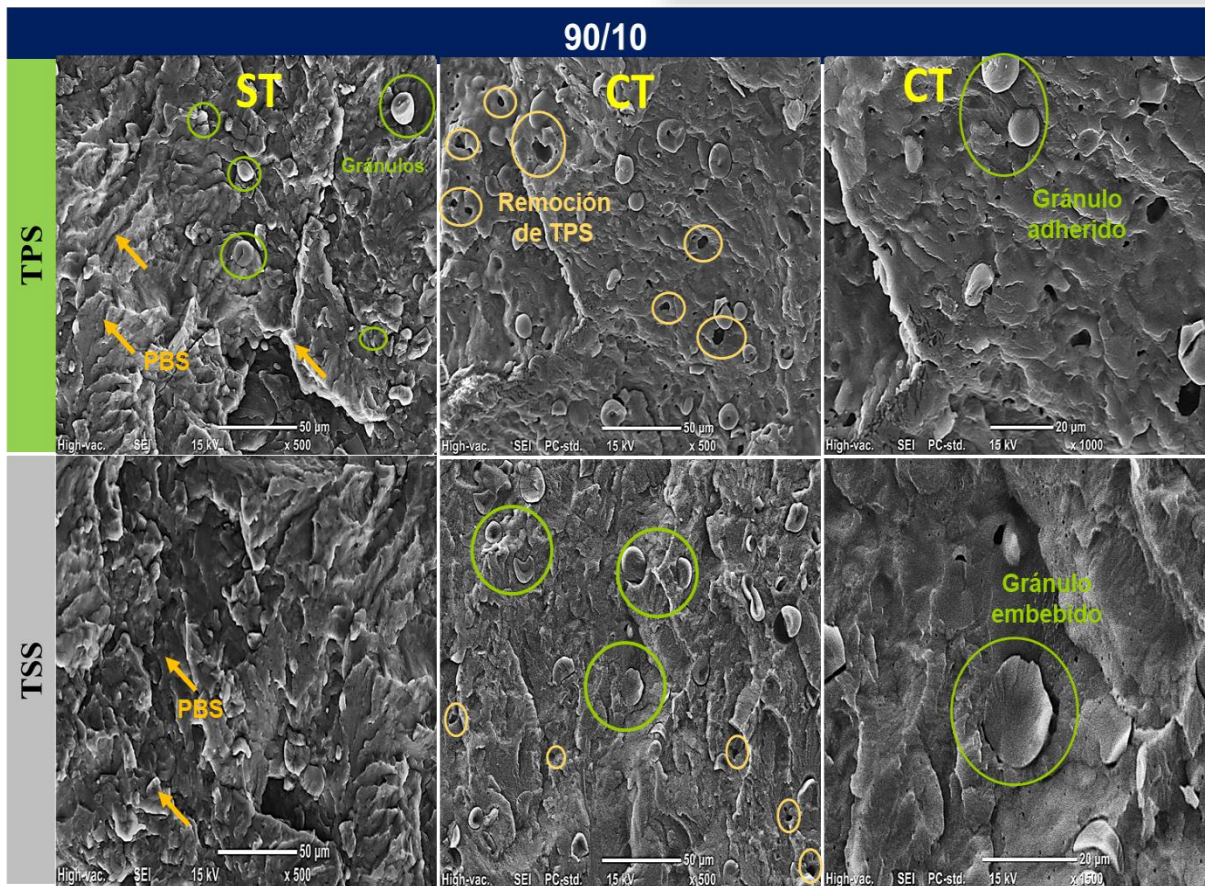 90/10
TPS
ST
Gránulos
PBS
50 µm
High-vac. SEI 15 kV x 500
CT
Remoción
de TPS
50 µm
High-vac. SEI PC-std. 15 kV x 500
CT
Gránulo
adherido
20 µm
High-vac. SEI PC-std. 15 kV x 1000
TSS
PBS
50 µm
High-vac. SEI 15 kV x 500
50 µm
High-vac. SEI PC-std. 15 kV x 500
Gránulo
embebido
20 µm
High-vac. SEI PC-std. 15 kV x 1500